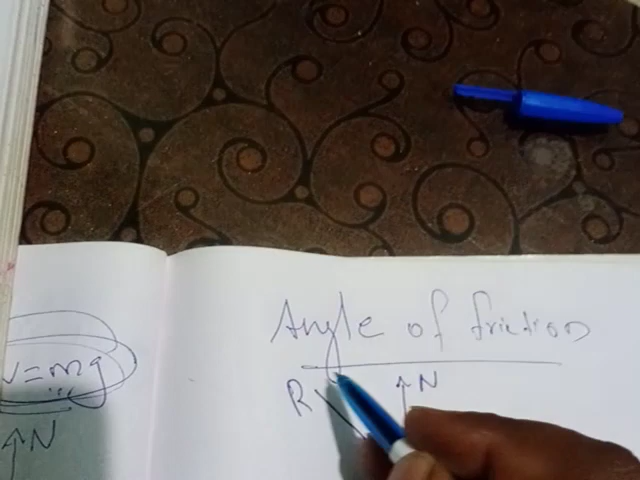 Angle of friction
R ↑ N
N = mg
↑ N